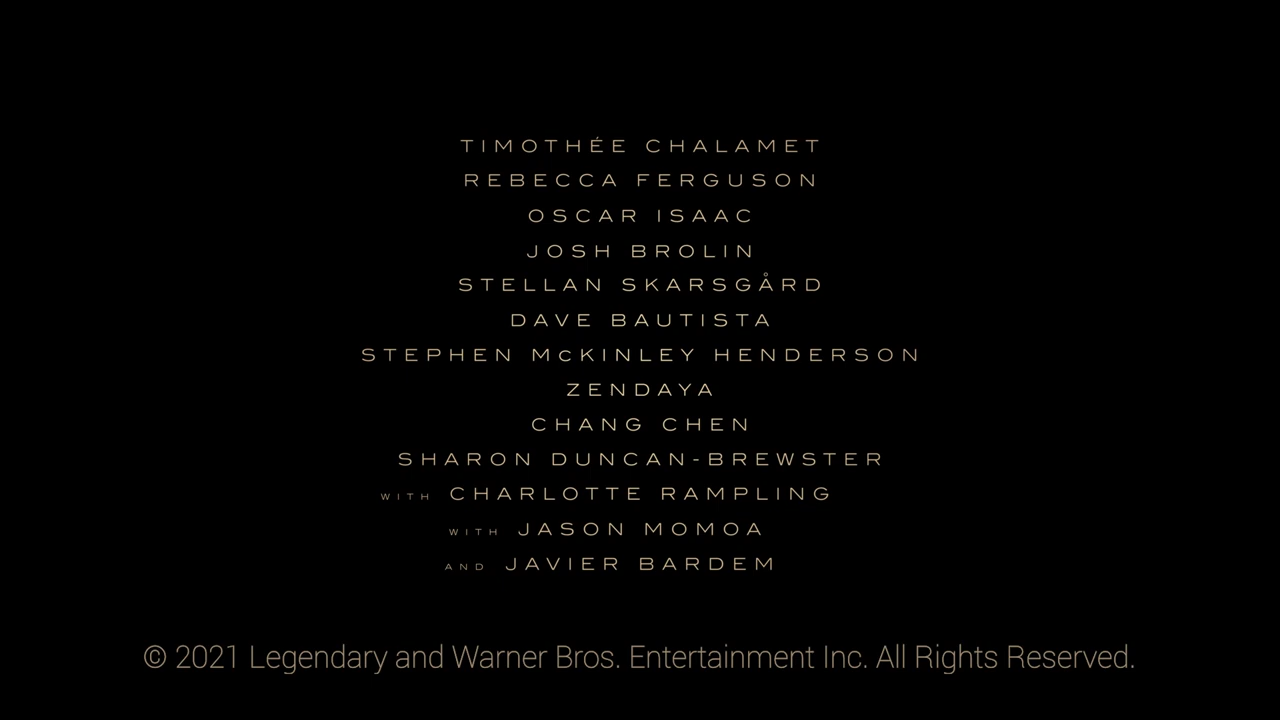 TIMOTHÉE CHALAMET
REBECCA FERGUSON
OSCAR ISAAC
JOSH BROLIN
STELLAN SKARSGÅRD
DAVE BAUTISTA
STEPHEN McKINLEY HENDERSON
ZENDAYA
CHANG CHEN
SHARON DUNCAN-BREWSTER
WITH CHARLOTTE RAMPLING
WITH JASON MOMOA
AND JAVIER BARDEM
© 2021 Legendary and Warner Bros. Entertainment Inc. All Rights Reserved.